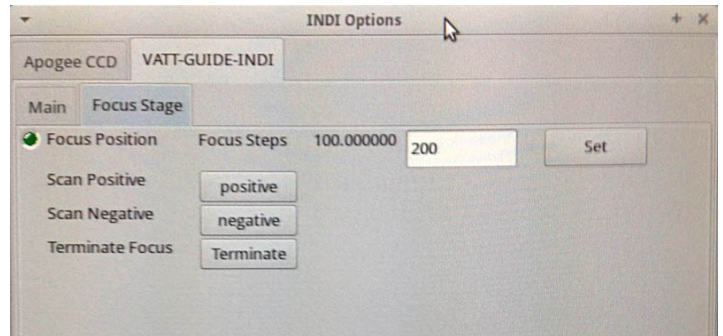 INDI Options
Apogee CCD VATT-GUIDE-INDI
Main Focus Stage
Focus Position Focus Steps 100.000000 200 Set
Scan Positive positive
Scan Negative negative
Terminate Focus Terminate